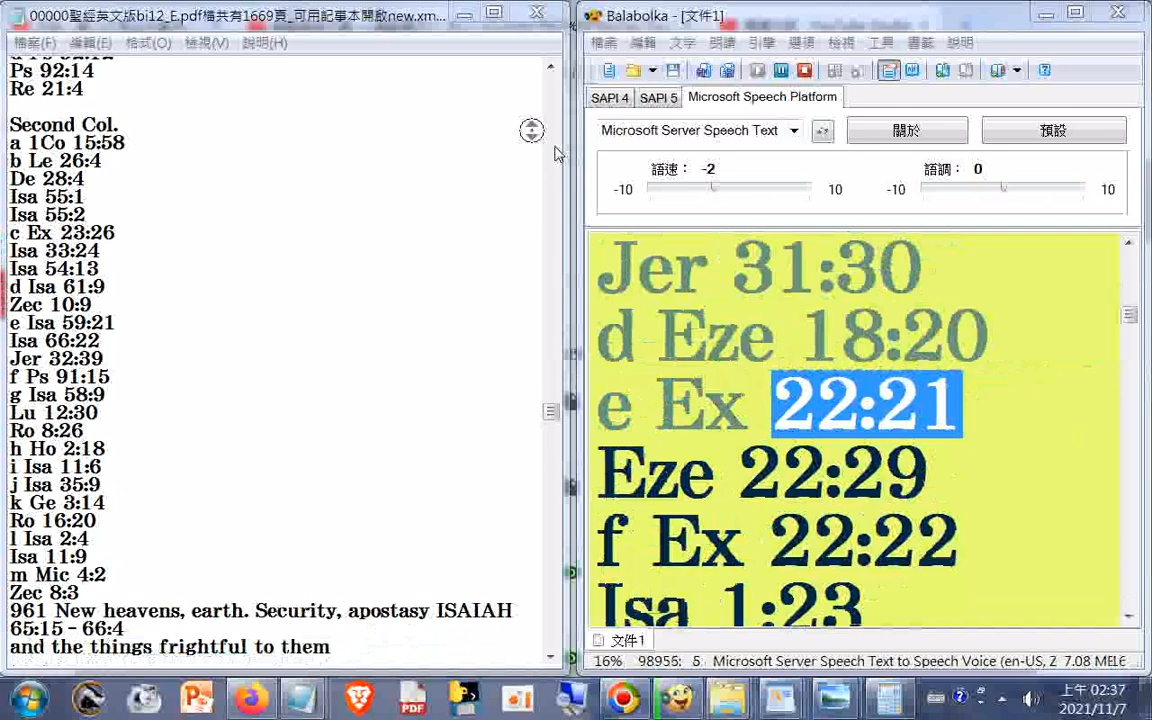 00000聖經英文版bi12_E.pdf檔共有1669頁_可用記事本開啟new.xm...
檔案(F) 編輯(E) 格式(O) 檢視(V) 說明(H)
Ps 92:14
Re 21:4
Second Col.
a 1Co 15:58
b Le 26:4
De 28:4
Isa 55:1
Isa 55:2
c Ex 23:26
Isa 33:24
Isa 54:13
d Isa 61:9
Zec 10:9
e Isa 59:21
Isa 66:22
Jer 32:39
f Ps 91:15
g Isa 58:9
Lu 12:30
Ro 8:26
h Ho 2:18
i Isa 11:6
j Isa 35:9
k Ge 3:14
Ro 16:20
l Isa 2:4
Isa 11:9
m Mic 4:2
Zec 8:3
961 New heavens, earth. Security, apostasy ISAIAH
65:15 - 66:4
and the things frightful to them
Balabolka - [文件1]
檔案 編輯 文字 朗讀 引擎 選項 檢視 工具 書籤 說明
SAPI 4 SAPI 5 Microsoft Speech Platform
Microsoft Server Speech Text
關於
預設
語速： -2
語調： 0
-10 10
-10 10
Jer 31:30
d Eze 18:20
e Ex 22:21
Eze 22:29
f Ex 22:22
Isa 1:23
文件1
16% 98955: 5 Microsoft Server Speech Text to Speech Voice (en-US, Z 7.08 ME
PDF
上午 02:37
2021/11/7